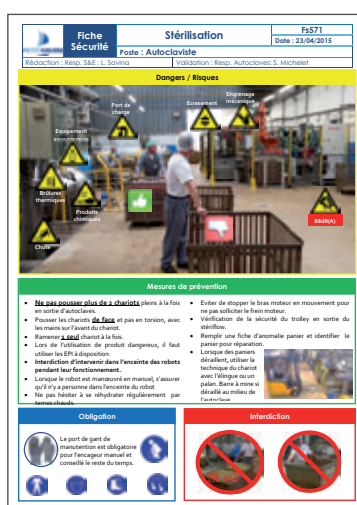 Fiche
Sécurité
Stérilisation
Fs571
Date : 23/04/2015
Poste : Autoclaviste
Rédaction : Resp. S&E : L. Savina
Validation : Resp. Autoclaves: S. Michelet
Dangers / Risques
Port de
charge
Ecrasement
Engrenage
mécanique
Equipement
Brûlures
thermiques
Produits
chimiques
Chute
88dB(A)
Mesures de prévention
• Ne pas pousser plus de 2 chariots pleins à la fois
en sortie d'autoclaves.
• Pousser les chariots de face et pas en torsion, avec
les mains sur l'avant du chariot.
• Ramener 1 seul chariot à la fois.
• Lors de l'utilisation de produit dangereux, il faut
utiliser les EPI à disposition.
• Interdiction d'intervenir dans l'enceinte des robots
pendant leur fonctionnement.
• Lorsque le robot est manœuvré en manuel, s'assurer
qu'il n'y a personne dans l'enceinte du robot
• Ne pas hésiter à se réhydrater régulièrement par
temps chauds.
• Eviter de stopper le bras moteur en mouvement pour
ne pas solliciter le frein moteur.
• Vérification de la sécurité du trolley en sortie du
stériflow.
• Remplir une fiche d'anomalie panier et identifier le
panier pour réparation.
• Lorsque des paniers
déraillent, utiliser la
technique du chariot
avec l'élingue ou un
palan. Barre à mine si
déraillé au milieu de
l'autoclave
Obligation
Le port de gant de
manutention est obligatoire
pour l'encageur manuel et
conseillé le reste du temps.
Interdiction